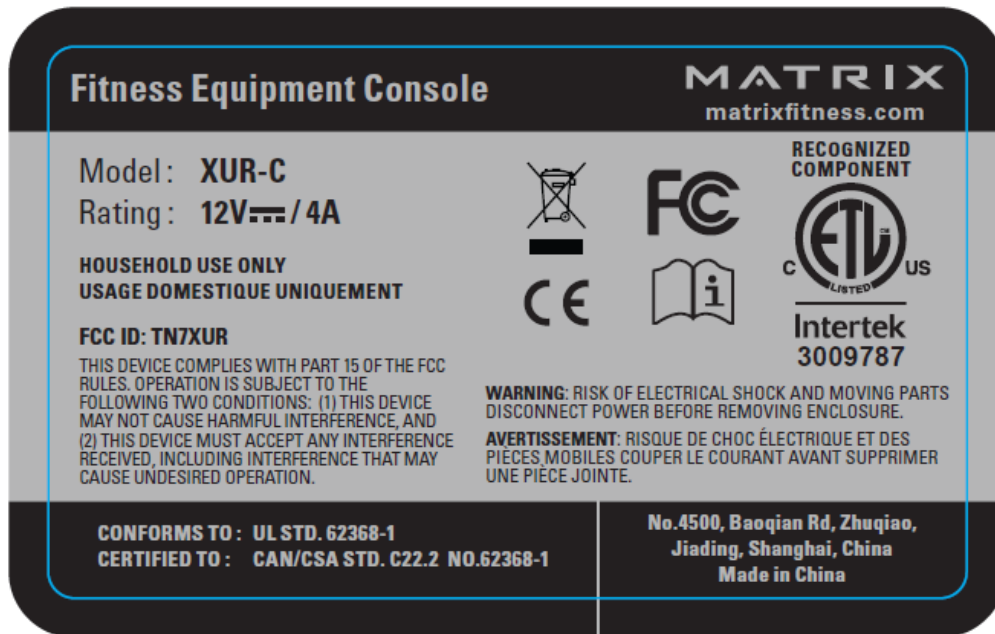 Fitness Equipment Console
MATRIX
matrixfitness.com
Model : XUR-C
Rating : 12V⎓/ 4A
HOUSEHOLD USE ONLY
USAGE DOMESTIQUE UNIQUEMENT
FCC ID: TN7XUR
THIS DEVICE COMPLIES WITH PART 15 OF THE FCC
RULES. OPERATION IS SUBJECT TO THE
FOLLOWING TWO CONDITIONS: (1) THIS DEVICE
MAY NOT CAUSE HARMFUL INTERFERENCE, AND
(2) THIS DEVICE MUST ACCEPT ANY INTERFERENCE
RECEIVED, INCLUDING INTERFERENCE THAT MAY
CAUSE UNDESIRED OPERATION.
FC
CE
i
RECOGNIZED
COMPONENT
ETL
CM
C US
LISTED
Intertek
3009787
WARNING: RISK OF ELECTRICAL SHOCK AND MOVING PARTS
DISCONNECT POWER BEFORE REMOVING ENCLOSURE.
AVERTISSEMENT: RISQUE DE CHOC ÉLECTRIQUE ET DES
PIÈCES MOBILES COUPER LE COURANT AVANT SUPPRIMER
UNE PIÈCE JOINTE.
CONFORMS TO : UL STD. 62368-1
CERTIFIED TO : CAN/CSA STD. C22.2 NO.62368-1
No.4500, Baoqian Rd, Zhuqiao,
Jiading, Shanghai, China
Made in China